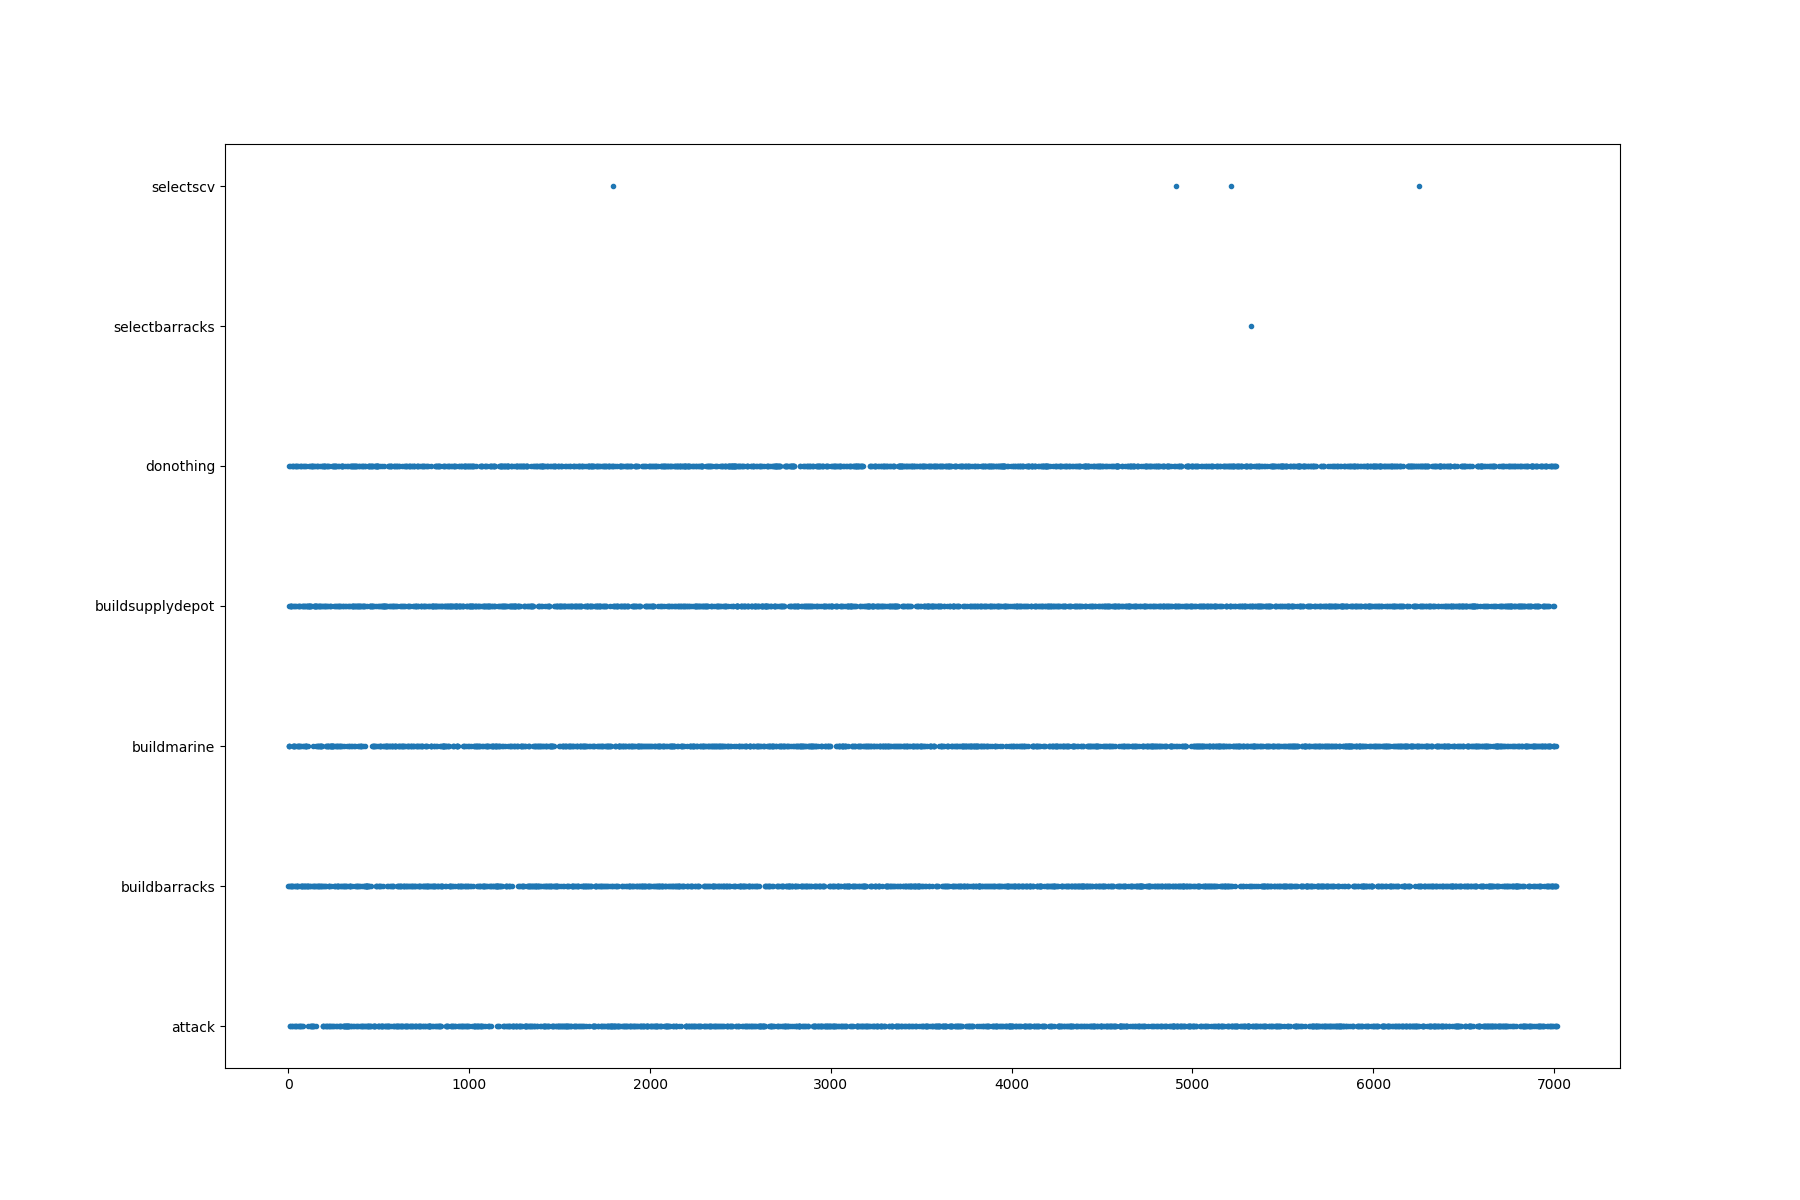 selectscv
selectbarracks
donothing
buildsupplydepot
buildmarine
buildbarracks
attack
0 1000 2000 3000 4000 5000 6000 7000